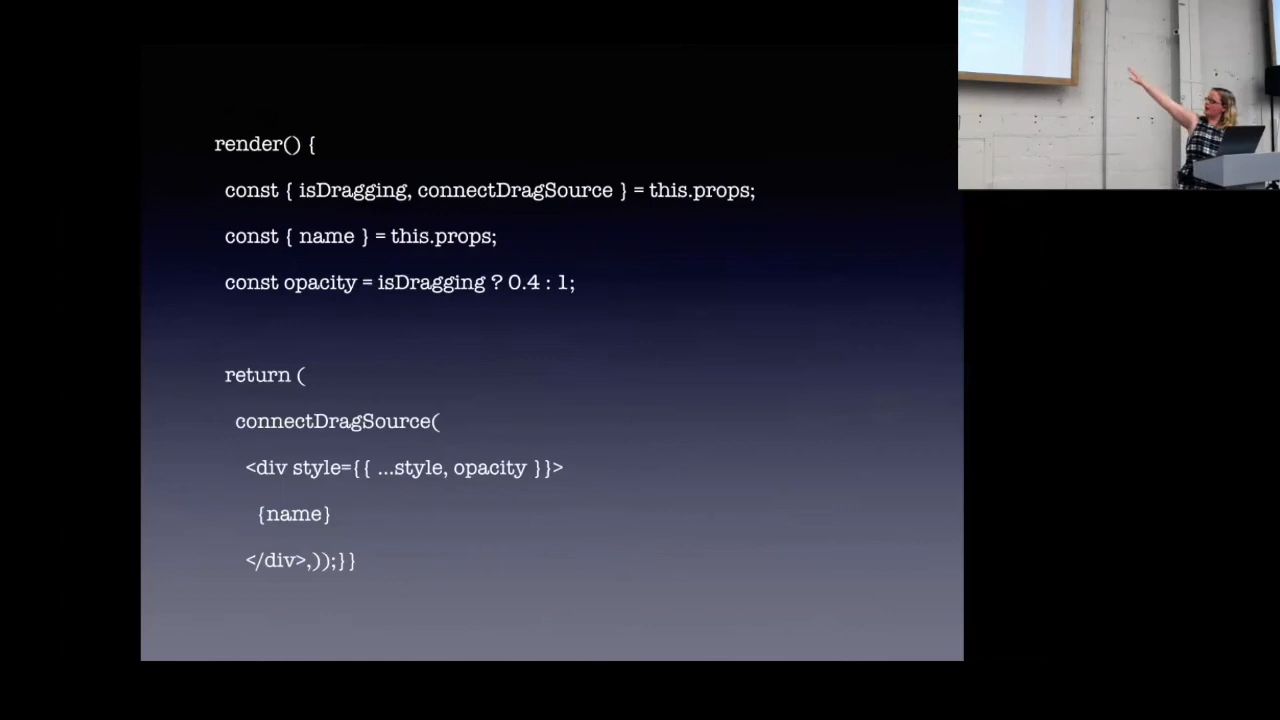 render() {
const { isDragging, connectDragSource } = this.props;
const { name } = this.props;
const opacity = isDragging ? 0.4 : 1;
return (
connectDragSource(
<div style={{ ...style, opacity }}>
{name}
</div>,));}}